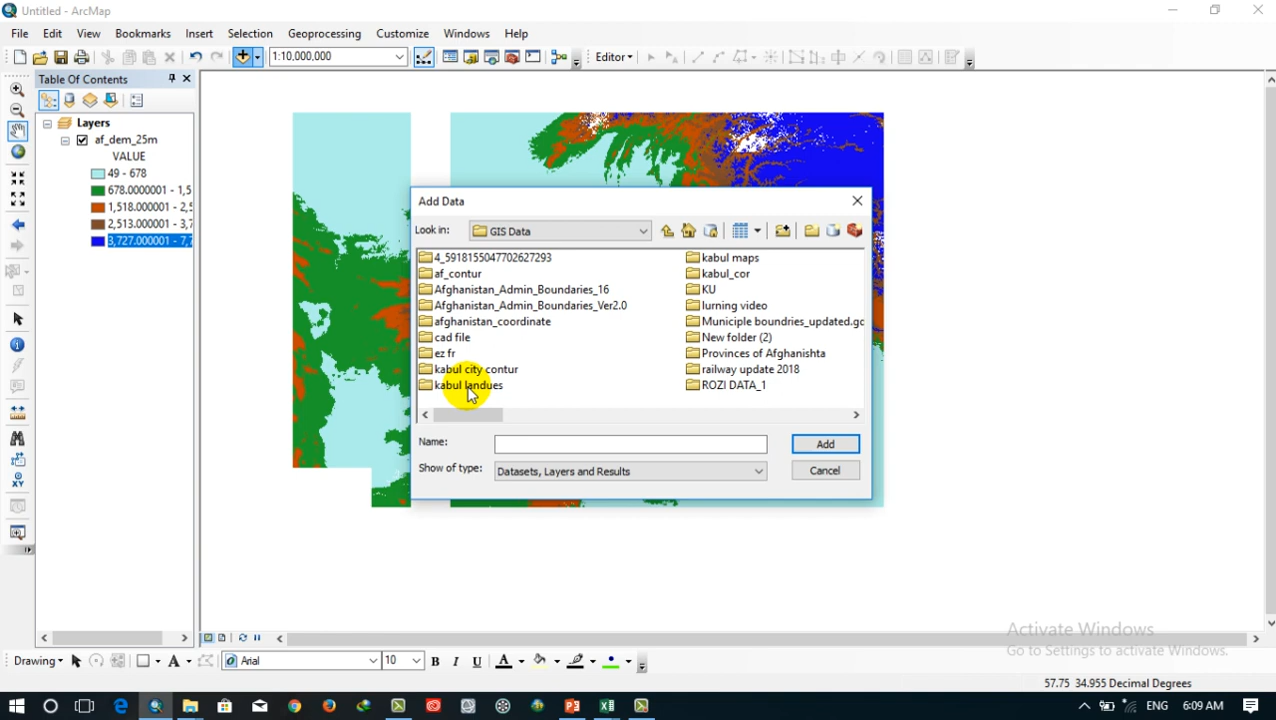 Untitled - ArcMap
File Edit View Bookmarks Insert Selection Geoprocessing Customize Windows Help
1:10,000,000 Editor
Table Of Contents
Layers
af_dem_25m
VALUE
49 - 678
678.0000001 - 1,5
1,518.000001 - 2,5
2,513.000001 - 3,7
3,727.000001 - 7,7
Add Data
Look in: GIS Data
4_5918155047702627293
af_contur
Afghanistan_Admin_Boundaries_16
Afghanistan_Admin_Boundaries_Ver2.0
afghanistan_coordinate
cad file
ez fr
kabul city contur
kabul landues
kabul maps
kabul_cor
KU
lurning video
Municiple boundries_updated.gd
New folder (2)
Provinces of Afghanishta
railway update 2018
ROZI DATA_1
Name: Add
Show of type: Datasets, Layers and Results Cancel
Activate Windows
Go to Settings to activate Windows.
Drawing A Arial 10 B I U A
57.75 34.955 Decimal Degrees
ENG 6:09 AM